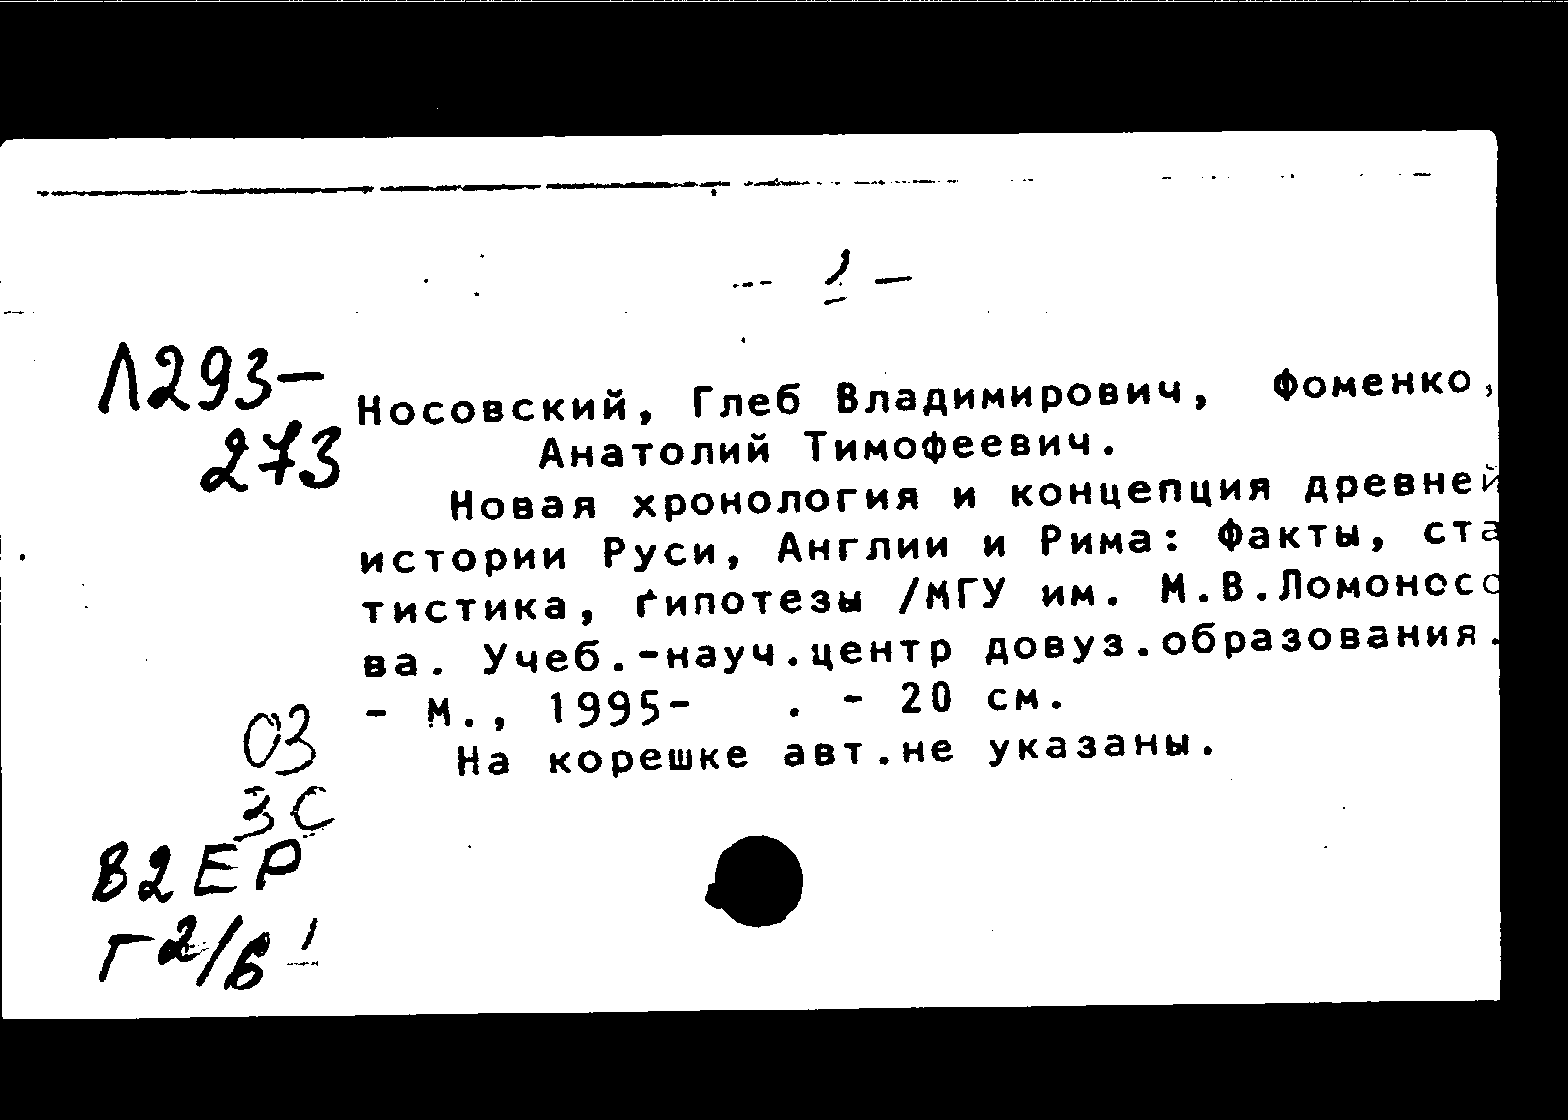 - 1 -
Л293-
273
Носовский, Глеб Владимирович, Фоменко,
Анатолий Тимофеевич.
Новая хронология и концепция древней
истории Руси, Англии и Рима: Факты, ста
тистика, гипотезы /МГУ им. М.В.Ломоносо
ва. Учеб.-науч.центр довуз.образования.
- М., 1995-   . - 20 см.
На корешке авт.не указаны.
03
3С
В2ЕР
Г2/6 1